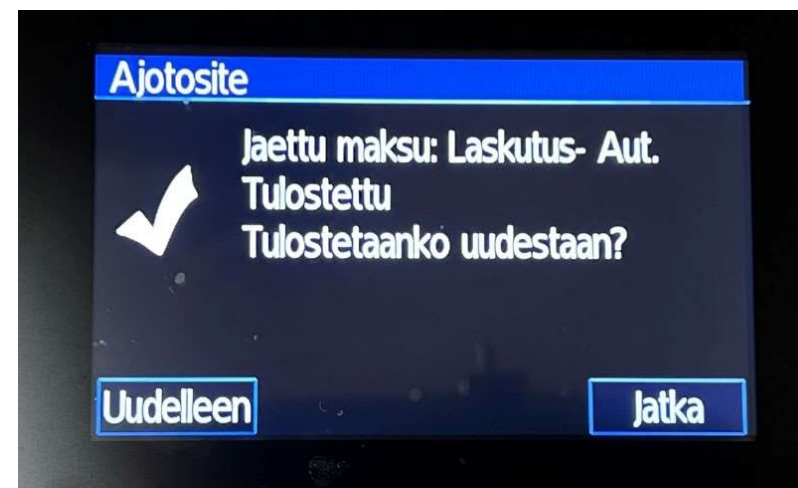 Ajotosite
Jaettu maksu: Laskutus- Aut.
Tulostettu
Tulostetaanko uudestaan?
Uudelleen
Jatka